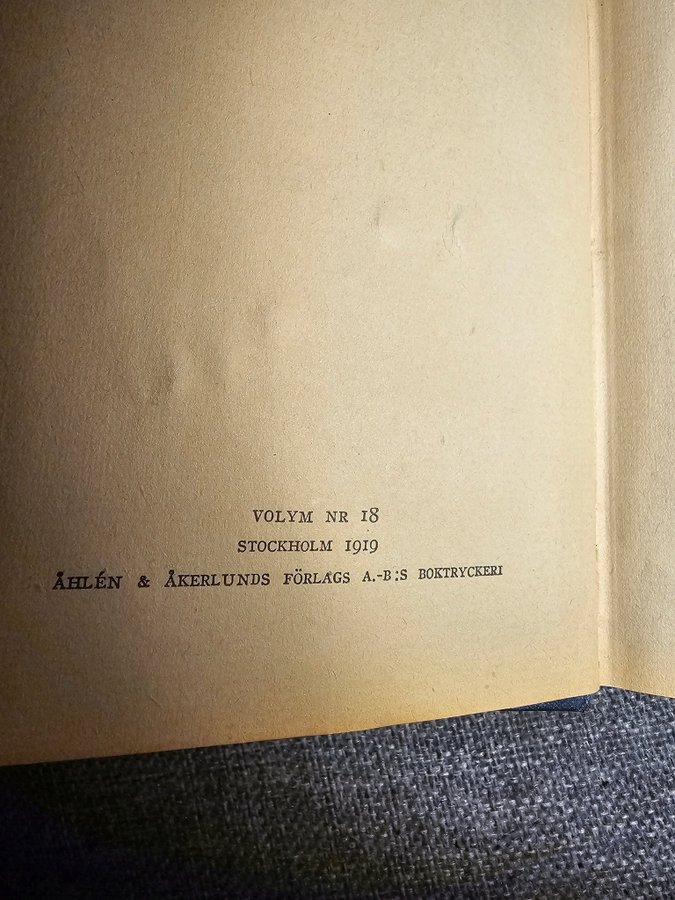 VOLYM NR 18
STOCKHOLM 1919
ÅHLÉN & ÅKERLUNDS FÖRLAGS A.-B:S BOKTRYCKERI